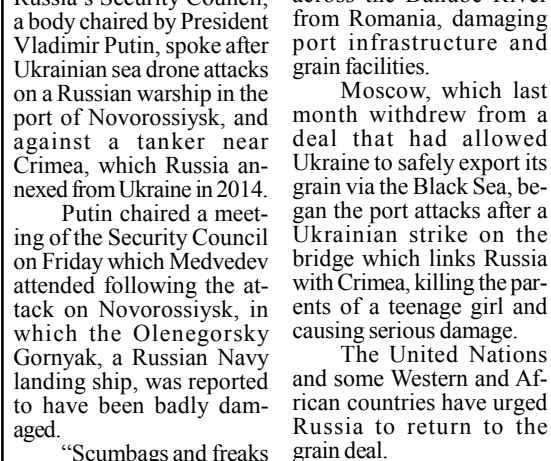 Russia's Security Council,
a body chaired by President
Vladimir Putin, spoke after
Ukrainian sea drone attacks
on a Russian warship in the
port of Novorossiysk, and
against a tanker near
Crimea, which Russia an-
nexed from Ukraine in 2014.
Putin chaired a meet-
ing of the Security Council
on Friday which Medvedev
attended following the at-
tack on Novorossiysk, in
which the Olenegorsky
Gornyak, a Russian Navy
landing ship, was reported
to have been badly dam-
aged.
“Scumbags and freaks
across the Danube River
from Romania, damaging
port infrastructure and
grain facilities.
Moscow, which last
month withdrew from a
deal that had allowed
Ukraine to safely export its
grain via the Black Sea, be-
gan the port attacks after a
Ukrainian strike on the
bridge which links Russia
with Crimea, killing the par-
ents of a teenage girl and
causing serious damage.
The United Nations
and some Western and Af-
rican countries have urged
Russia to return to the
grain deal.